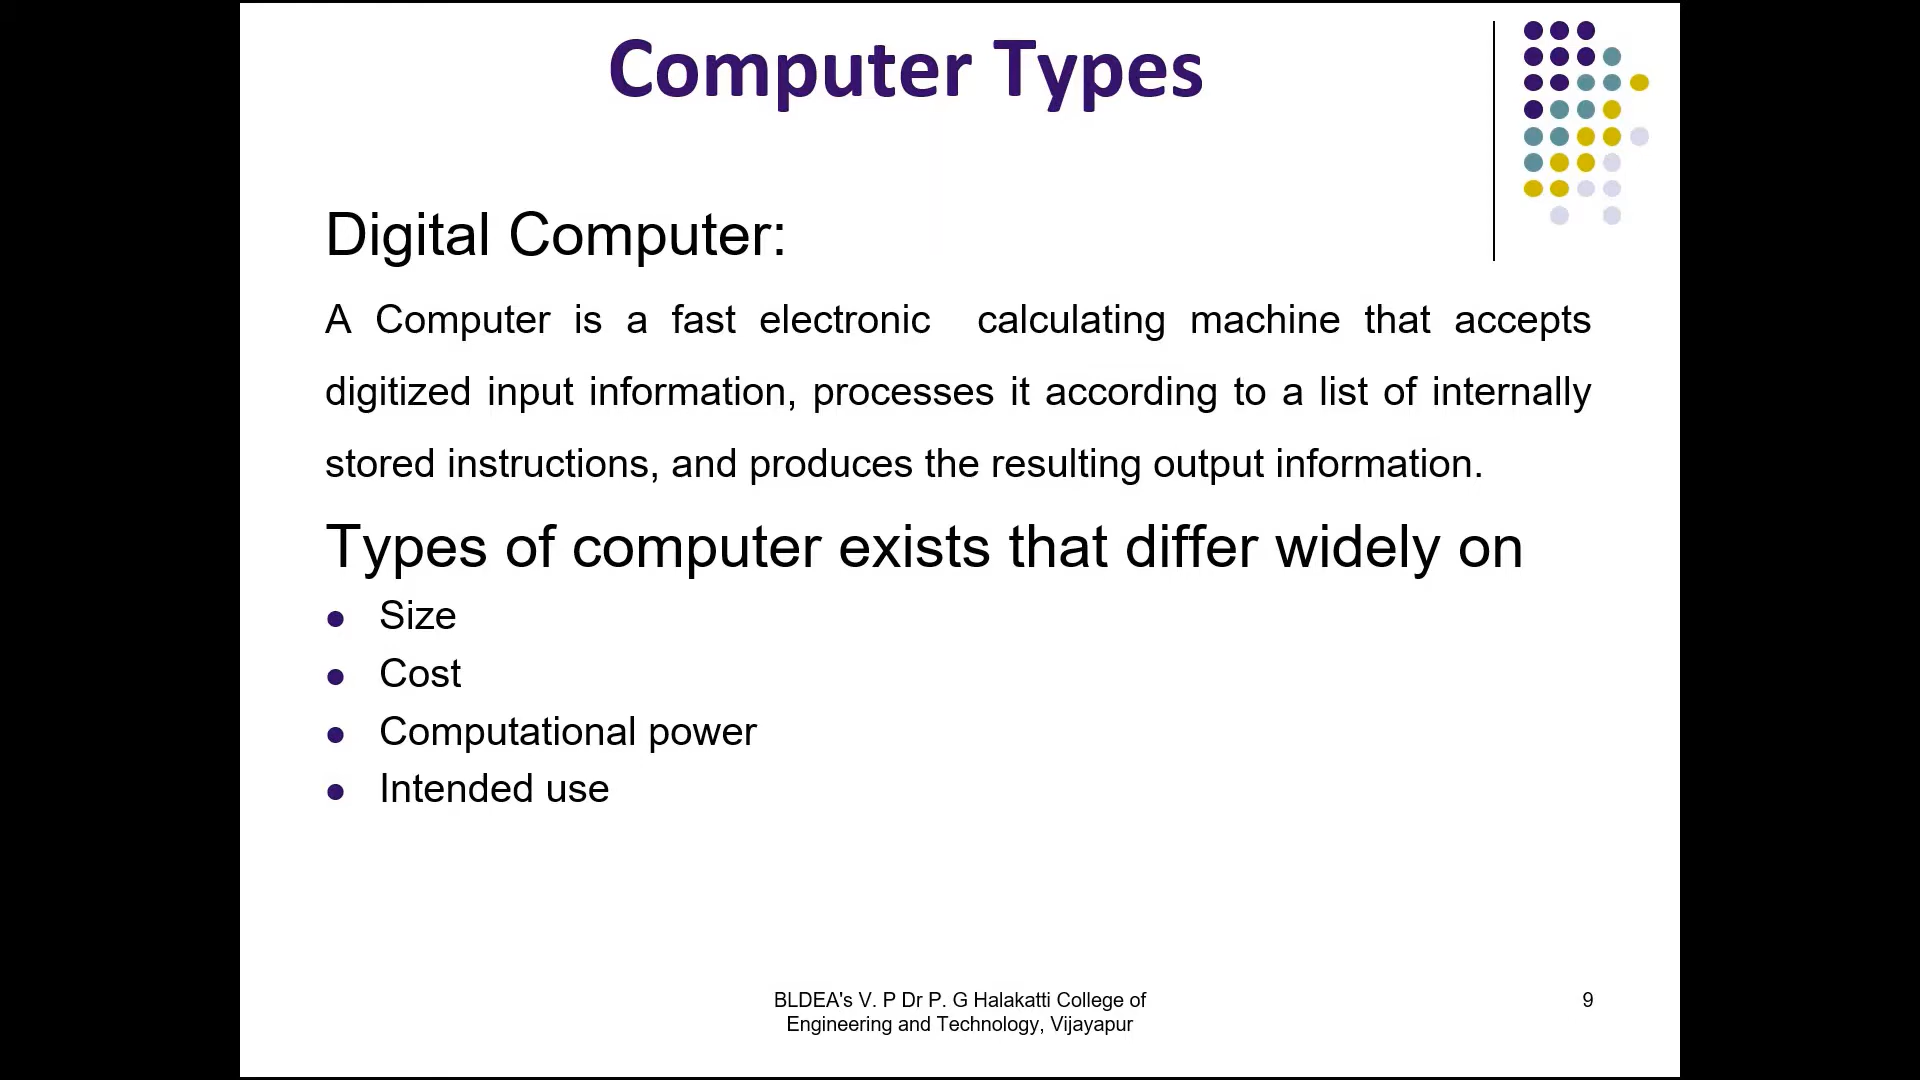 Computer Types
Digital Computer:
A Computer is a fast electronic calculating machine that accepts
digitized input information, processes it according to a list of internally
stored instructions, and produces the resulting output information.
Types of computer exists that differ widely on
● Size
● Cost
● Computational power
● Intended use
BLDEA's V. P Dr P. G Halakatti College of
Engineering and Technology, Vijayapur
9